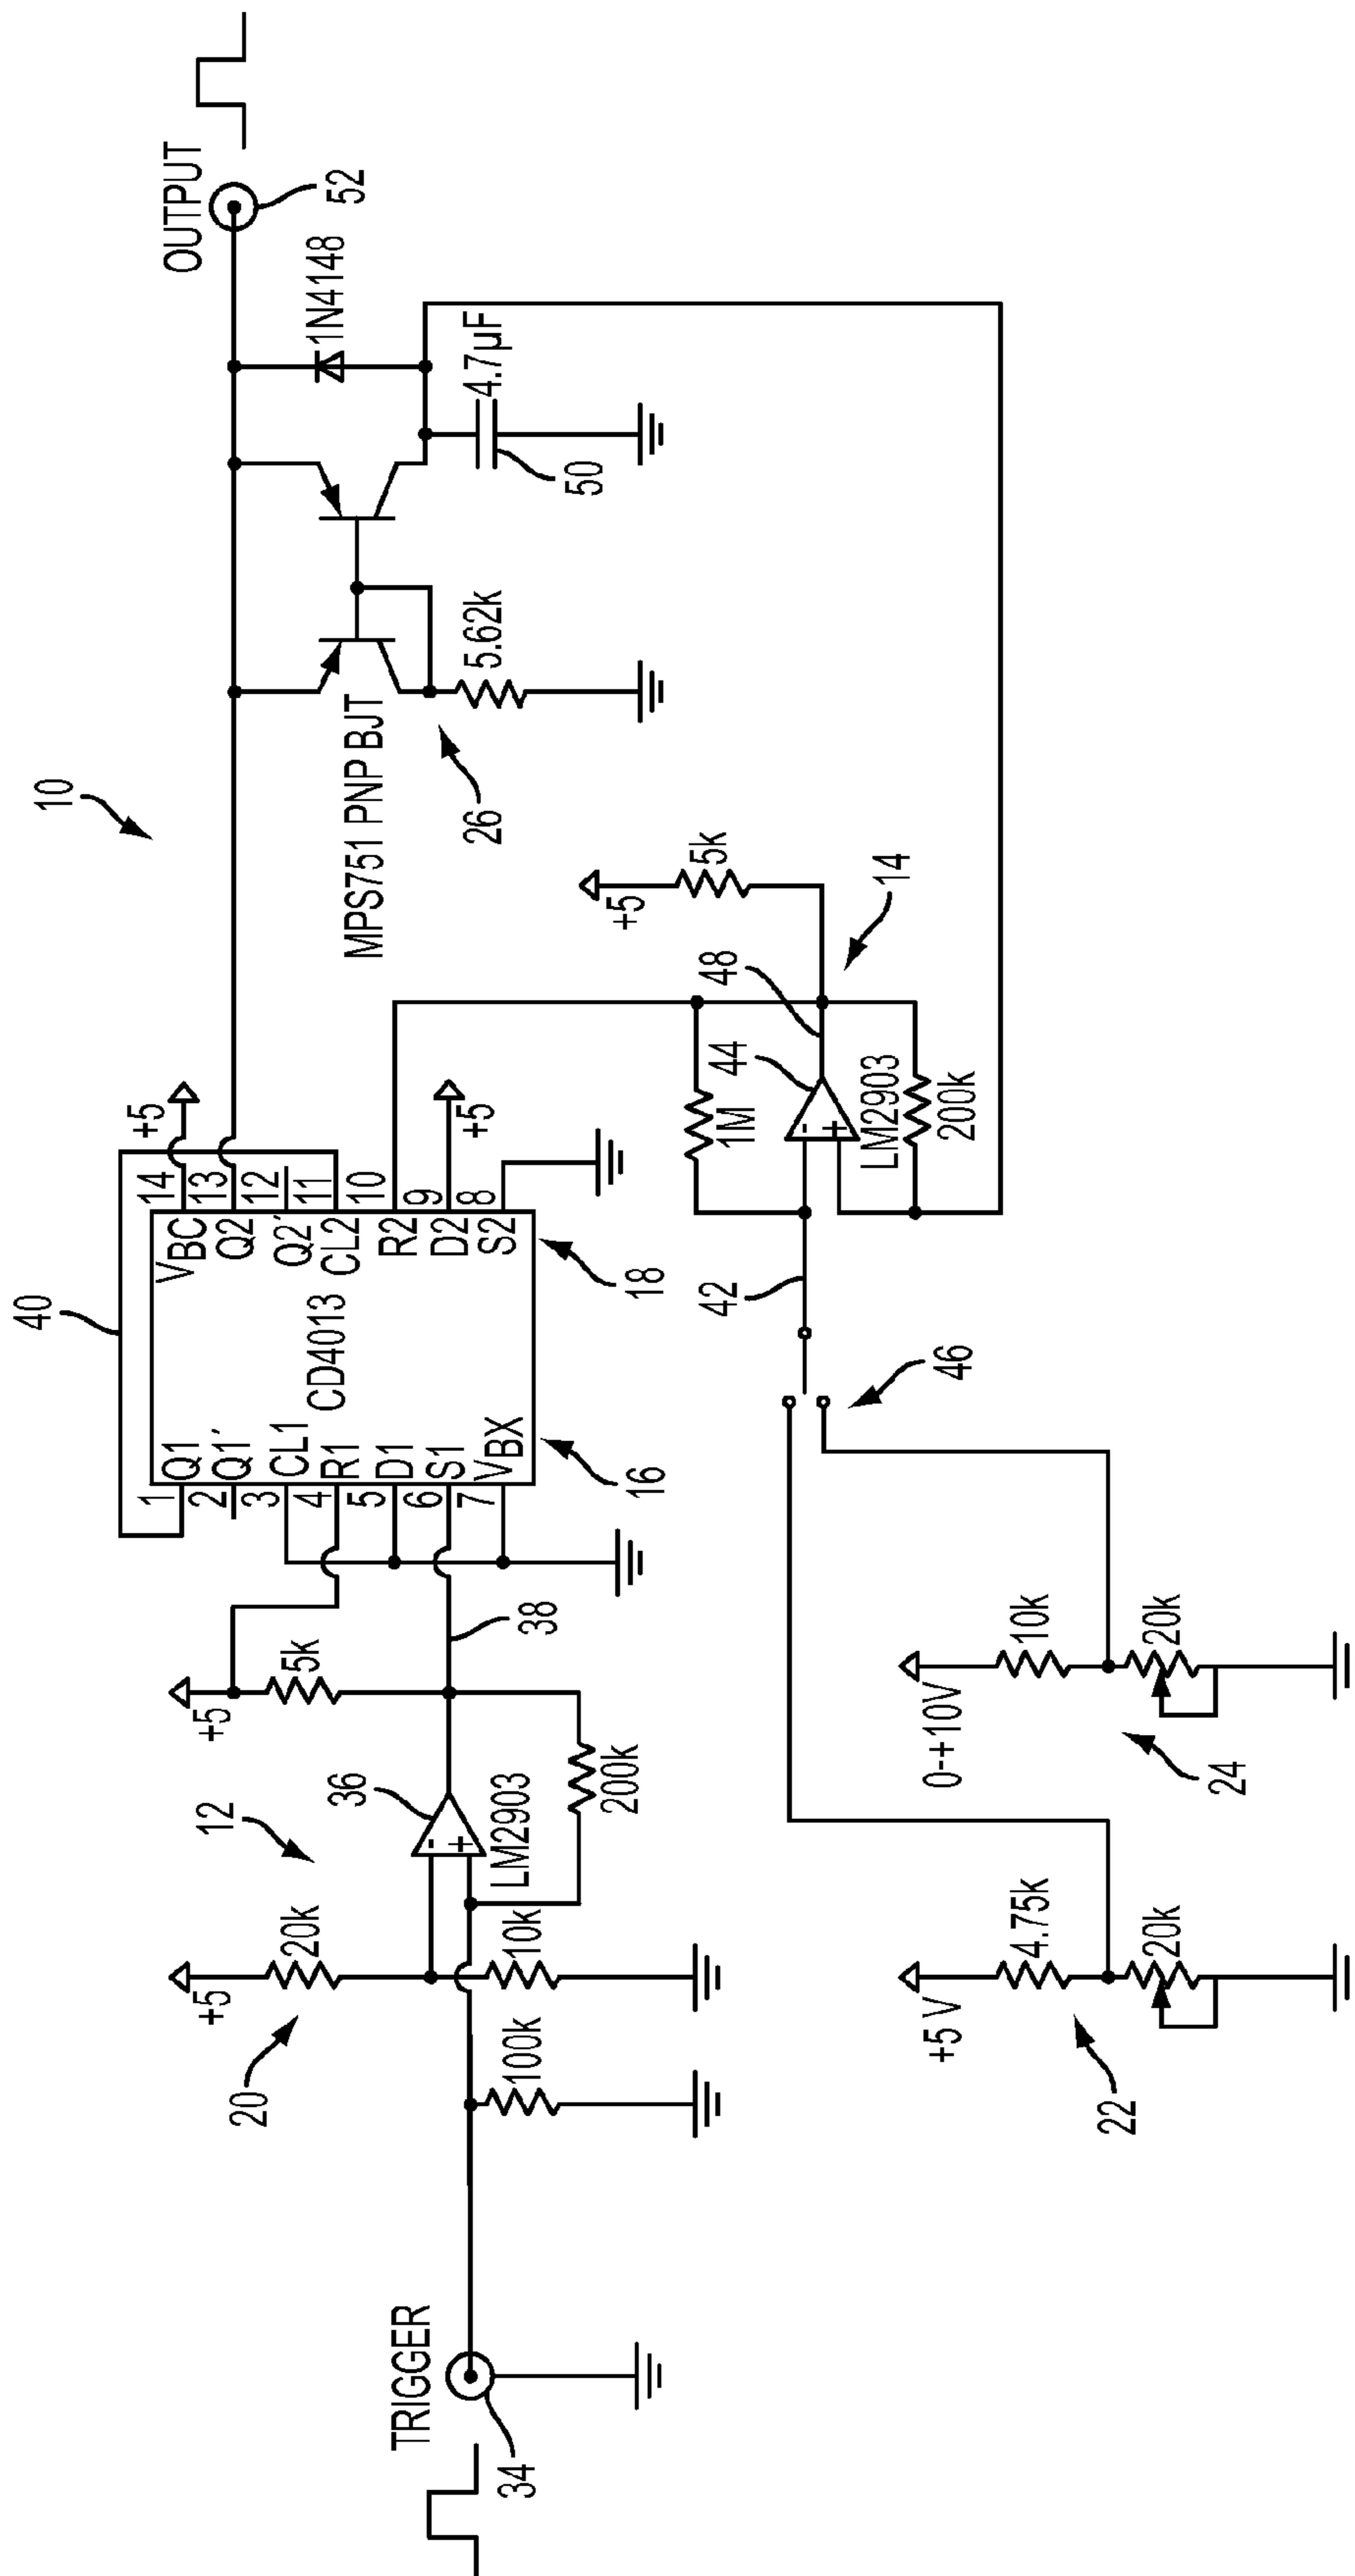 10
40
TRIGGER
34
20
+5
20k
100k
10k
12
36
LM2903
200k
+5
5k
38
1
2
3
4
5
6
7
Q1
Q1′
CL1
R1
D1
S1
VBX
16
CD4013
VBC
Q2
Q2′
CL2
R2
D2
S2
14
13
12
11
10
9
8
18
+5
+5
MPS751 PNP BJT
26
5.62k
50
4.7µF
1N4148
OUTPUT
52
22
+5 V
4.75k
20k
24
0-+10V
10k
20k
46
42
1M
44
-
+
LM2903
200k
48
14
+5
5k
-
+